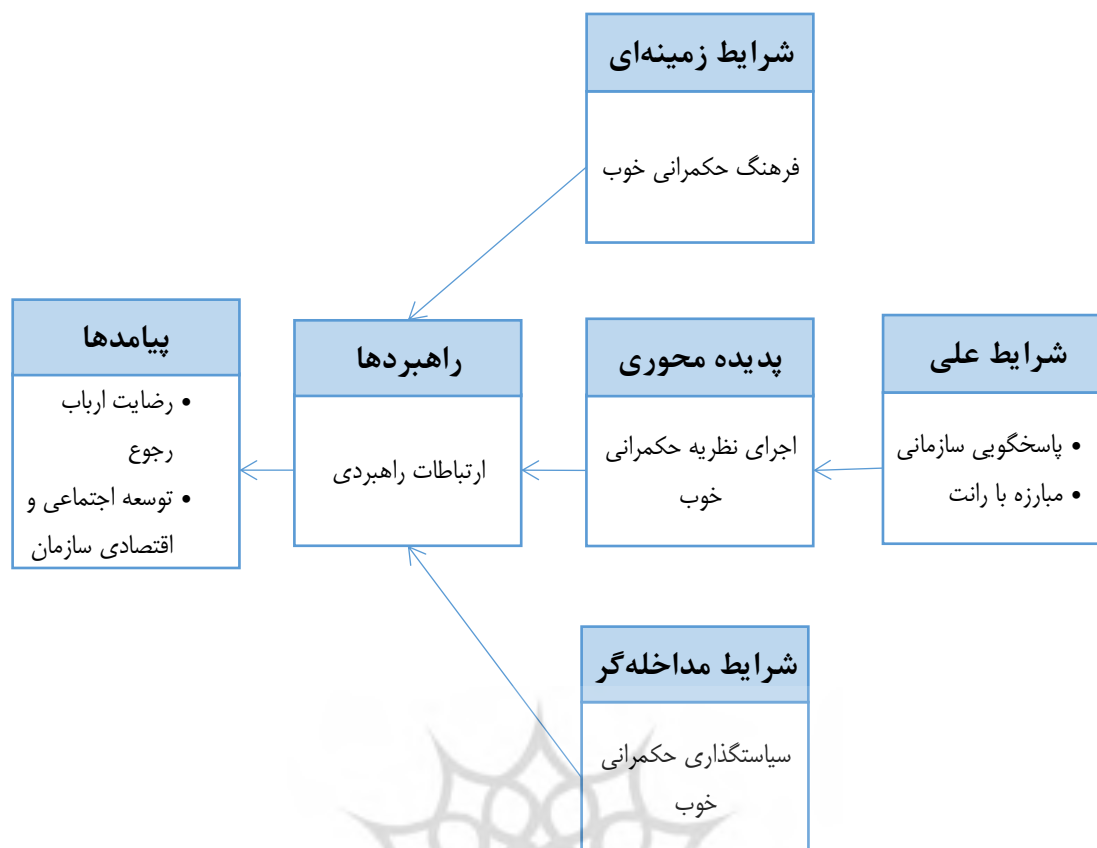 شرایط زمینه‌ای
فرهنگ حکمرانی خوب
شرایط علی
• پاسخگویی سازمانی
• مبارزه با رانت
پدیده محوری
اجرای نظریه حکمرانی
خوب
راهبردها
ارتباطات راهبردی
پیامدها
• رضایت ارباب
رجوع
• توسعه اجتماعی و
اقتصادی سازمان
شرایط مداخله‌گر
سیاستگذاری حکمرانی
خوب